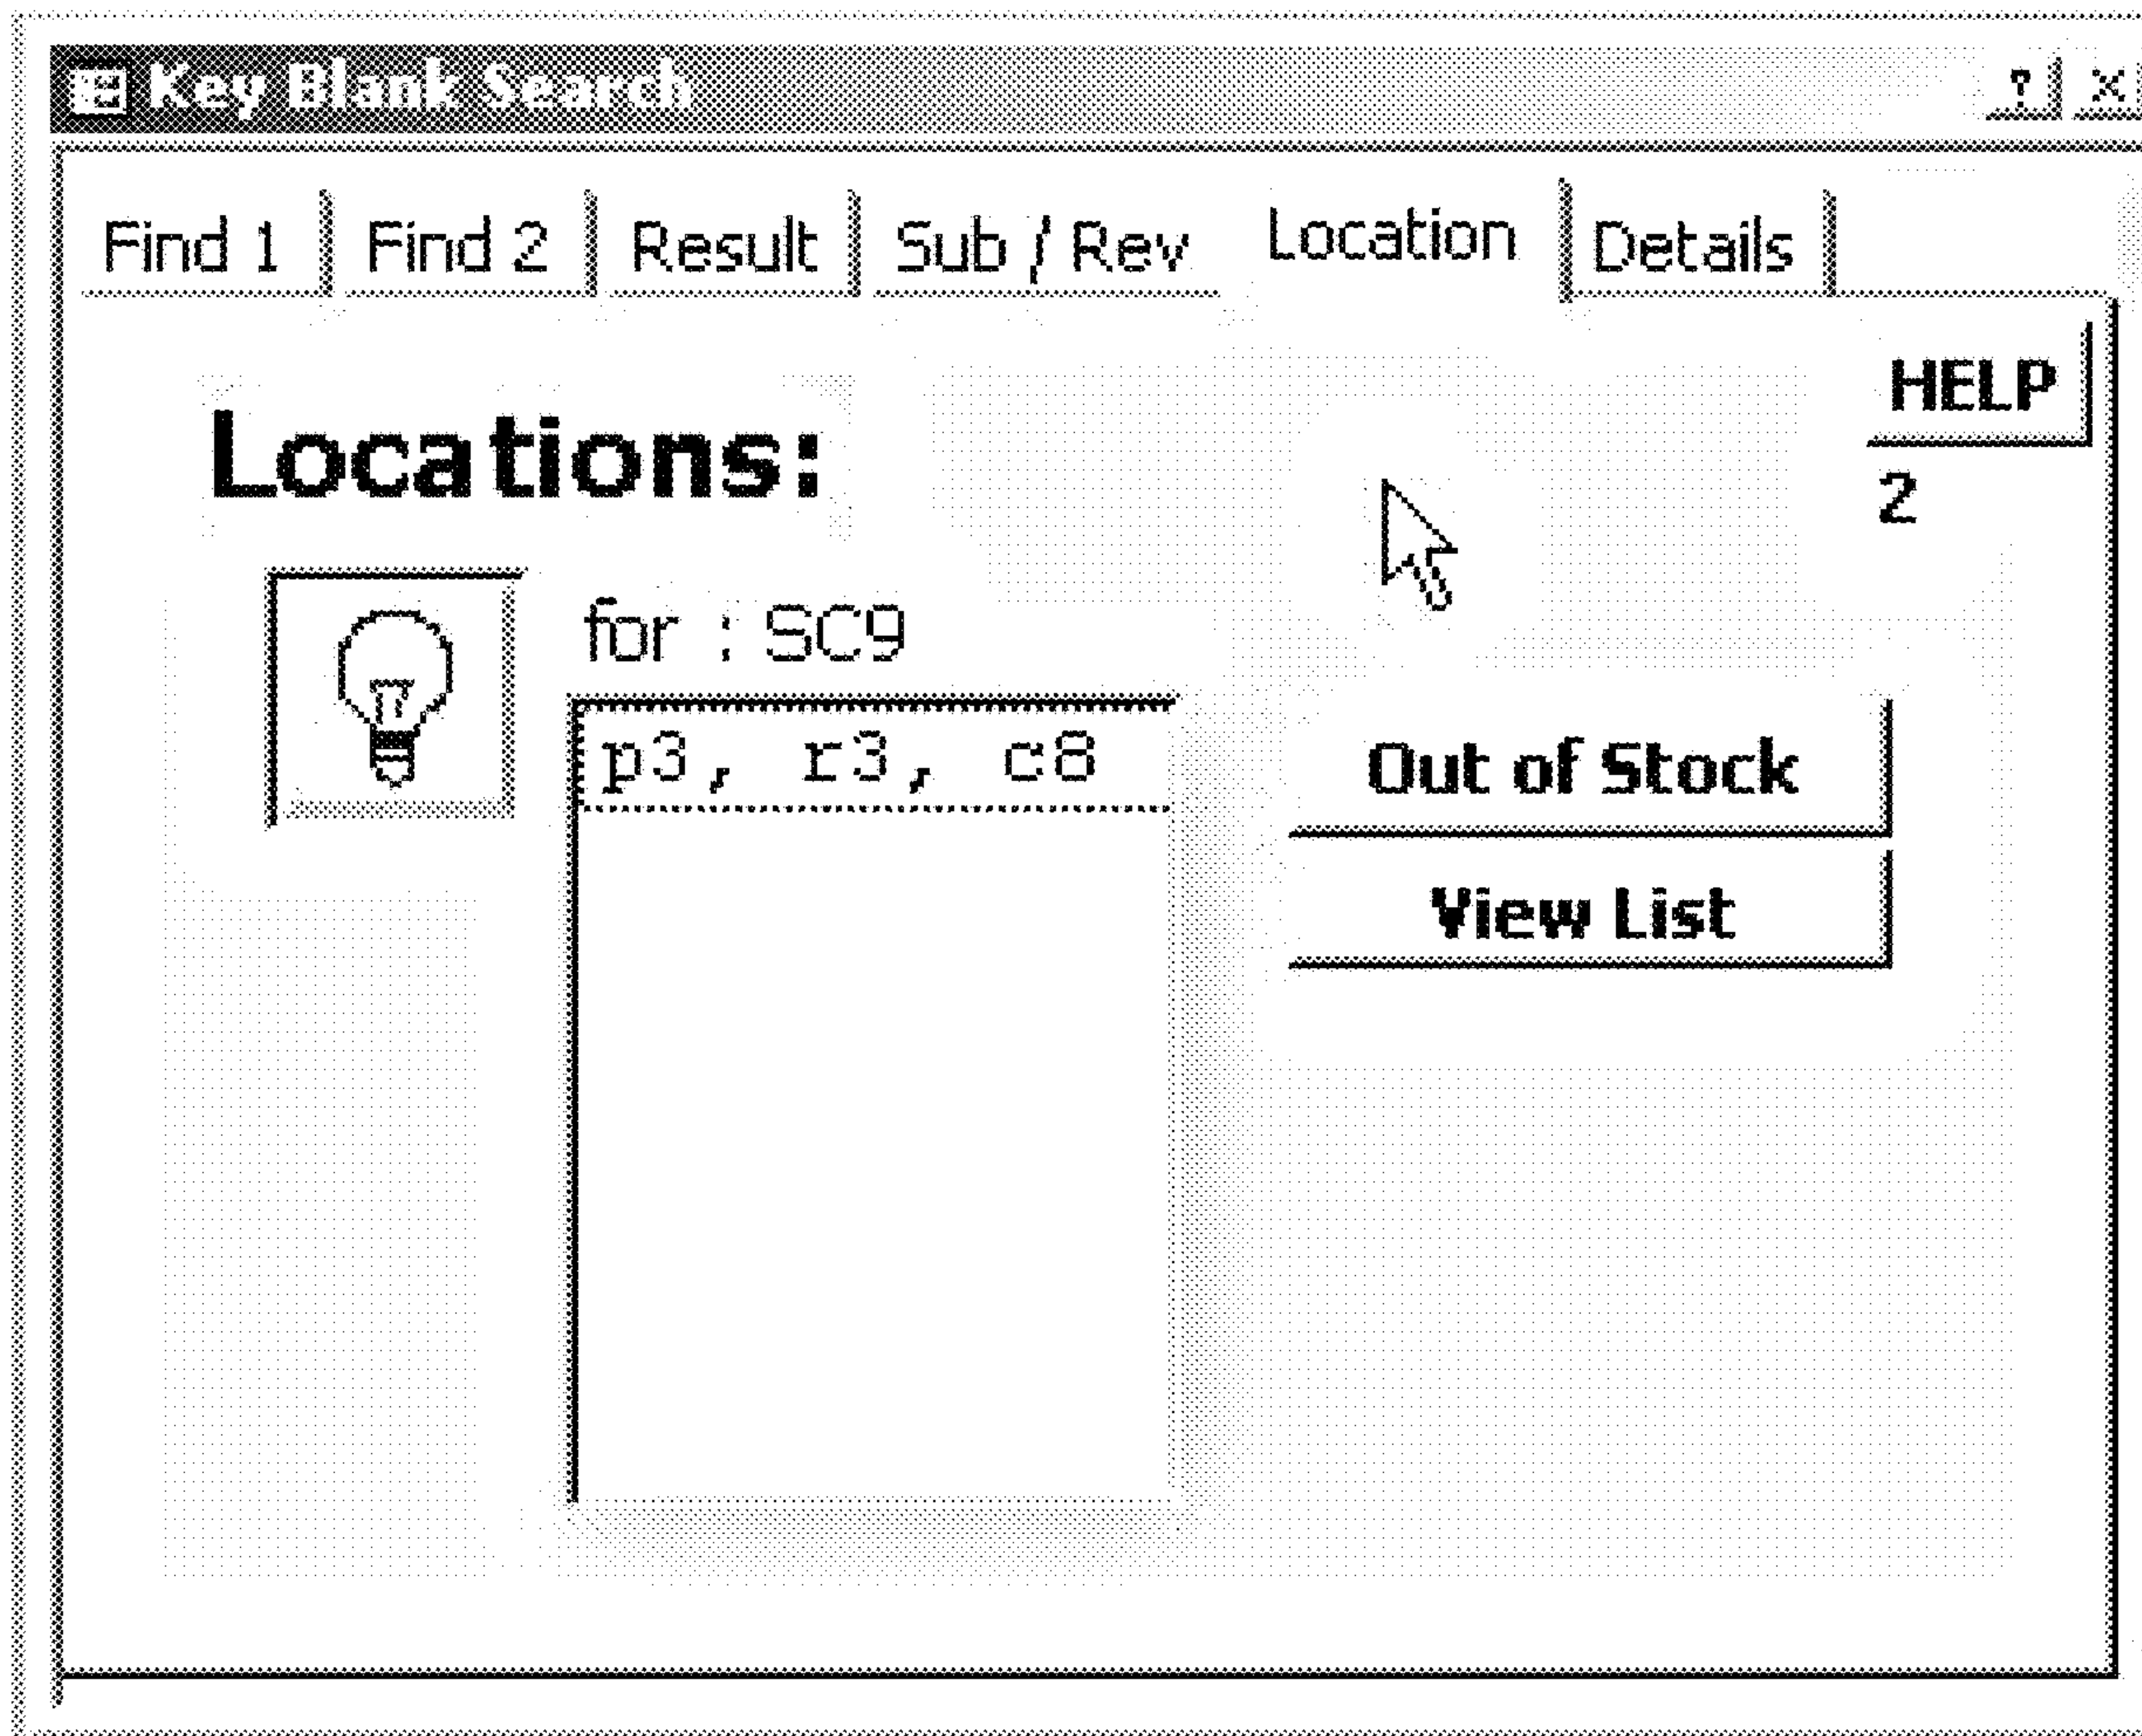 Key Blank Search ? X
Find 1 Find 2 Result Sub / Rev Location Details
HELP
Locations:
2
for : SC9
p3, r3, c8
Out of Stock
View List